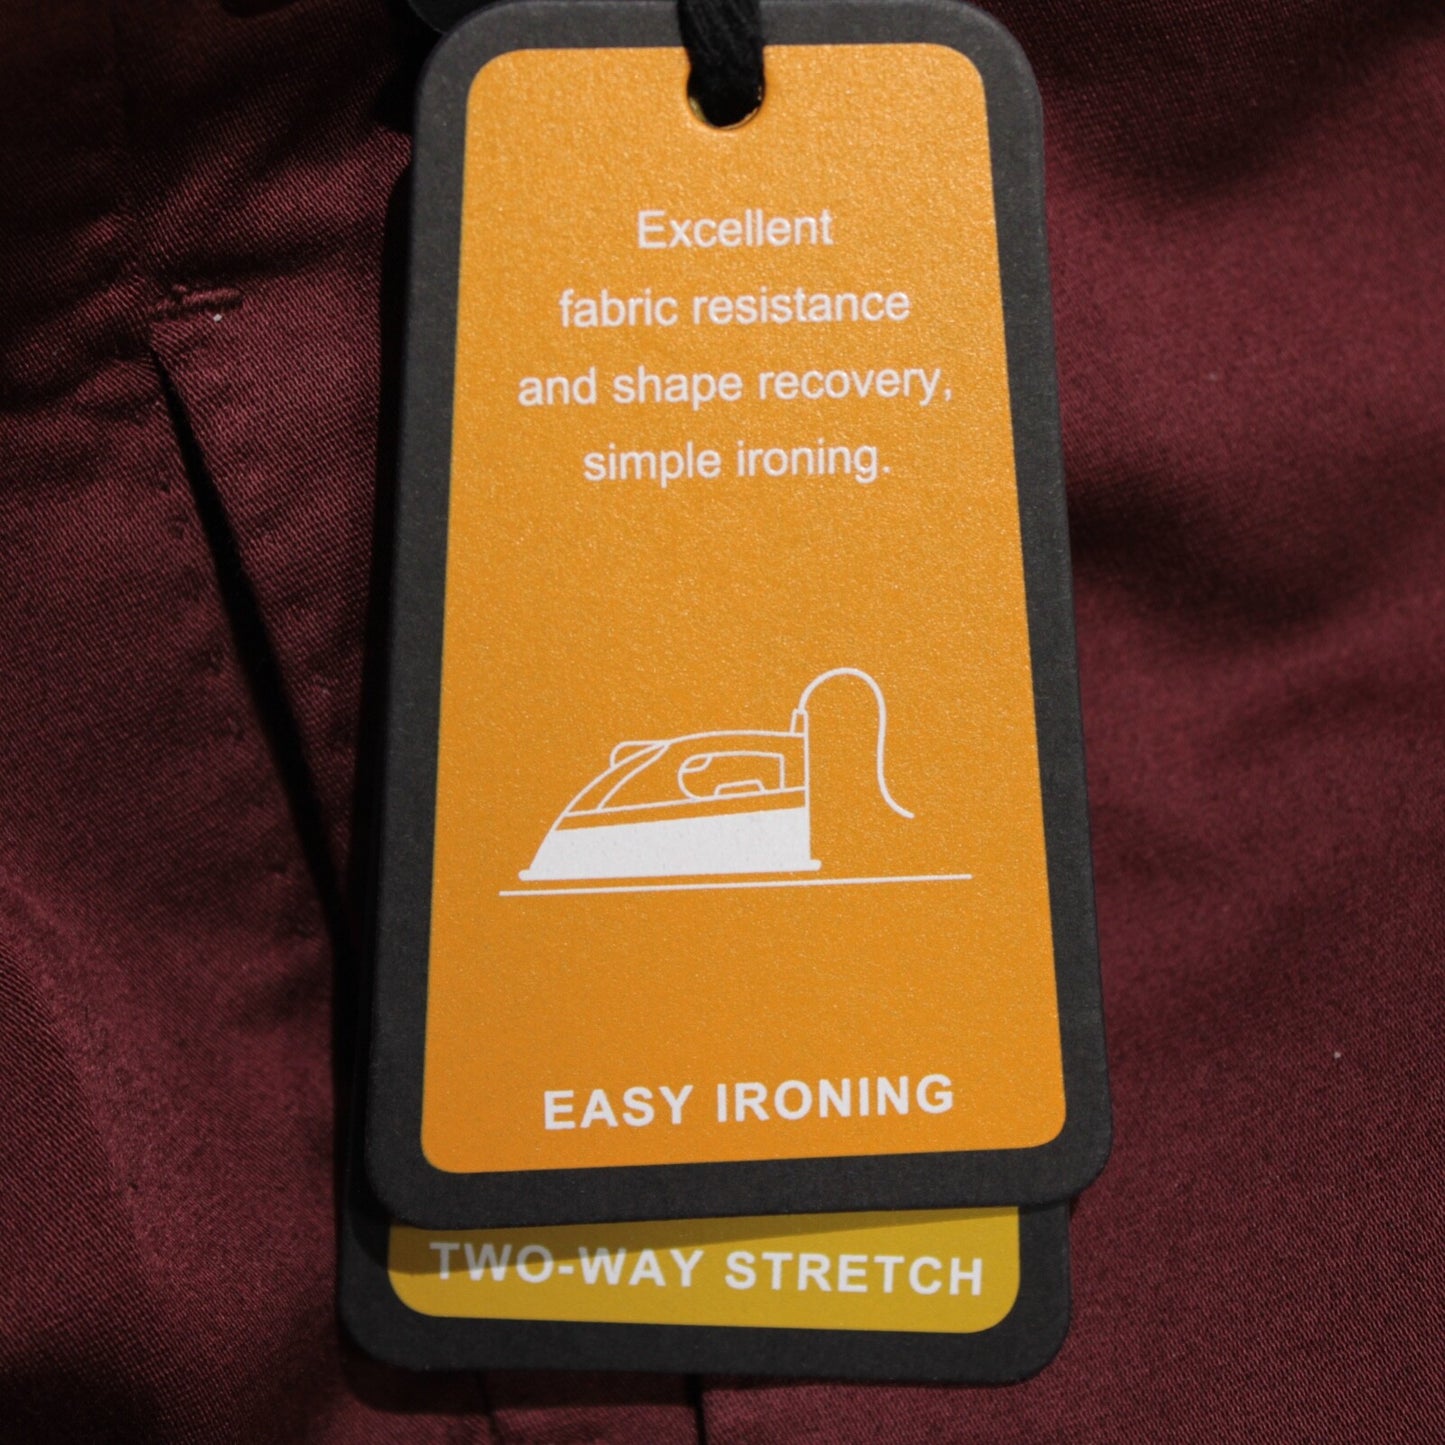 Excellent
fabric resistance
and shape recovery,
simple ironing.
EASY IRONING
TWO-WAY STRETCH